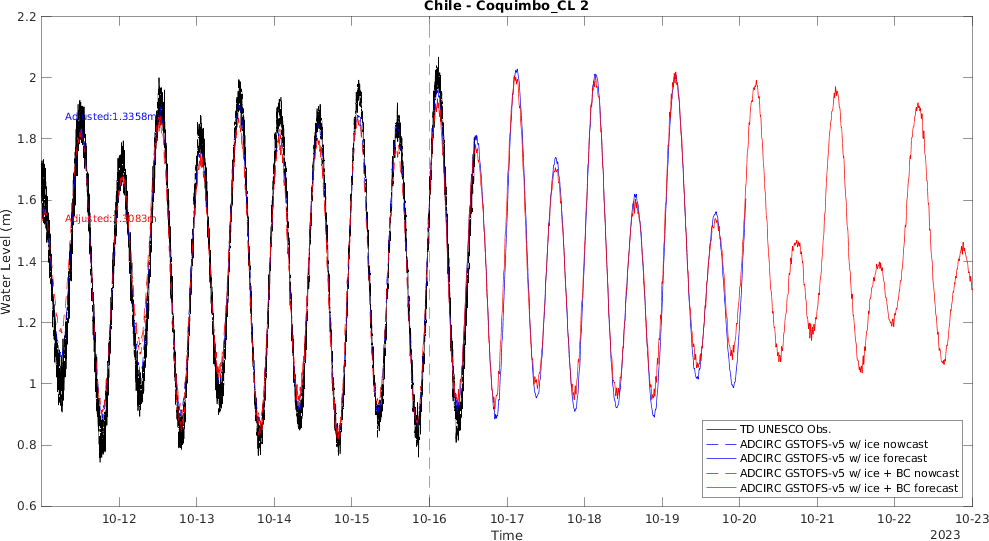 Chile - Coquimbo_CL 2
2.2
2
1.8
1.6
1.4
1.2
1
0.8
0.6
Water Level (m)
Adjusted:1.3358m
Adjusted:1.3083m
TD UNESCO Obs.
ADCIRC GSTOFS-v5 w/ ice nowcast
ADCIRC GSTOFS-v5 w/ ice forecast
ADCIRC GSTOFS-v5 w/ ice + BC nowcast
ADCIRC GSTOFS-v5 w/ ice + BC forecast
10-12 10-13 10-14 10-15 10-16 10-17 10-18 10-19 10-20 10-21 10-22 10-23
Time
2023